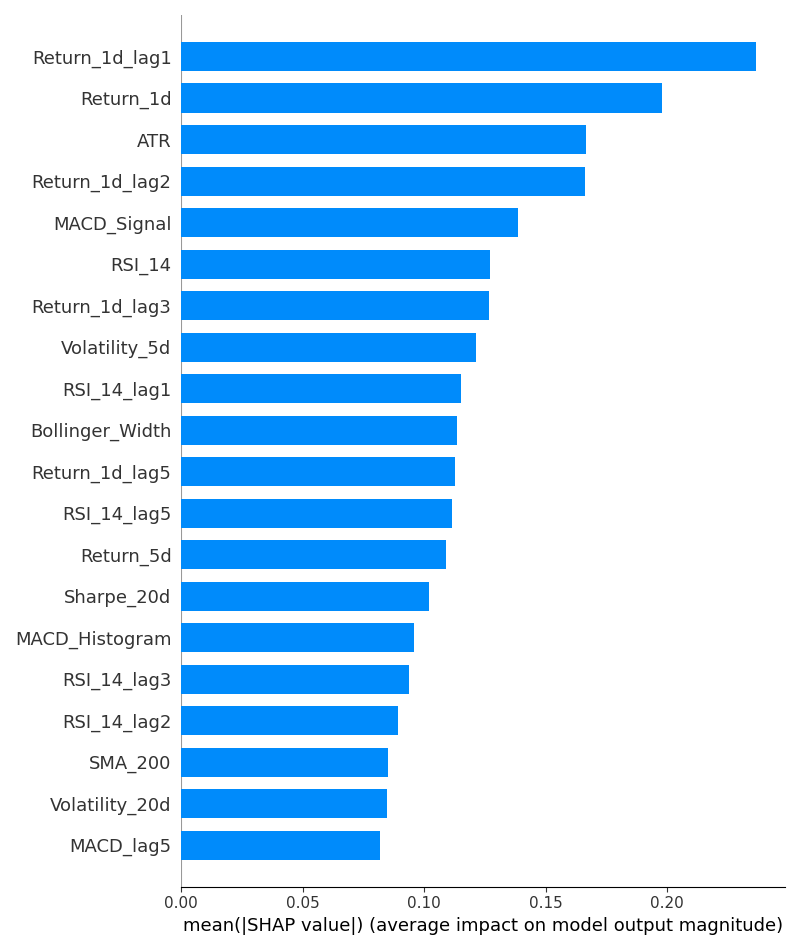 Return_1d_lag1
Return_1d
ATR
Return_1d_lag2
MACD_Signal
RSI_14
Return_1d_lag3
Volatility_5d
RSI_14_lag1
Bollinger_Width
Return_1d_lag5
RSI_14_lag5
Return_5d
Sharpe_20d
MACD_Histogram
RSI_14_lag3
RSI_14_lag2
SMA_200
Volatility_20d
MACD_lag5
0.00 0.05 0.10 0.15 0.20
mean(|SHAP value|) (average impact on model output magnitude)